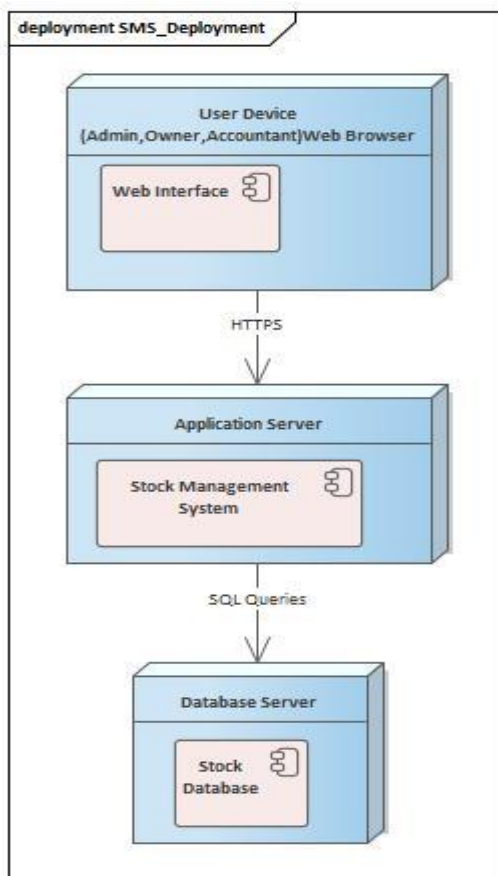 deployment SMS_Deployment
User Device
(Admin,Owner,Accountant)Web Browser
Web Interface
HTTPS
Application Server
Stock Management
System
SQL Queries
Database Server
Stock
Database